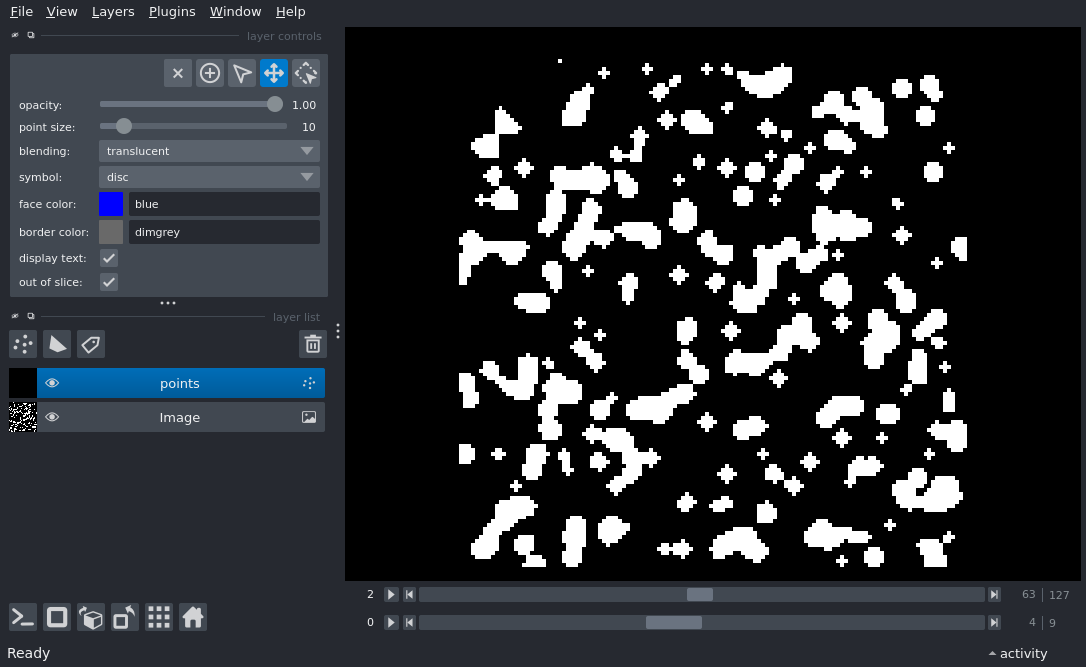 File View Layers Plugins Window Help
layer controls
opacity: 1.00
point size: 10
blending: translucent
symbol: disc
face color: blue
border color: dimgrey
display text:
out of slice:
layer list
points
Image
2 63 127
0 4 9
Ready activity